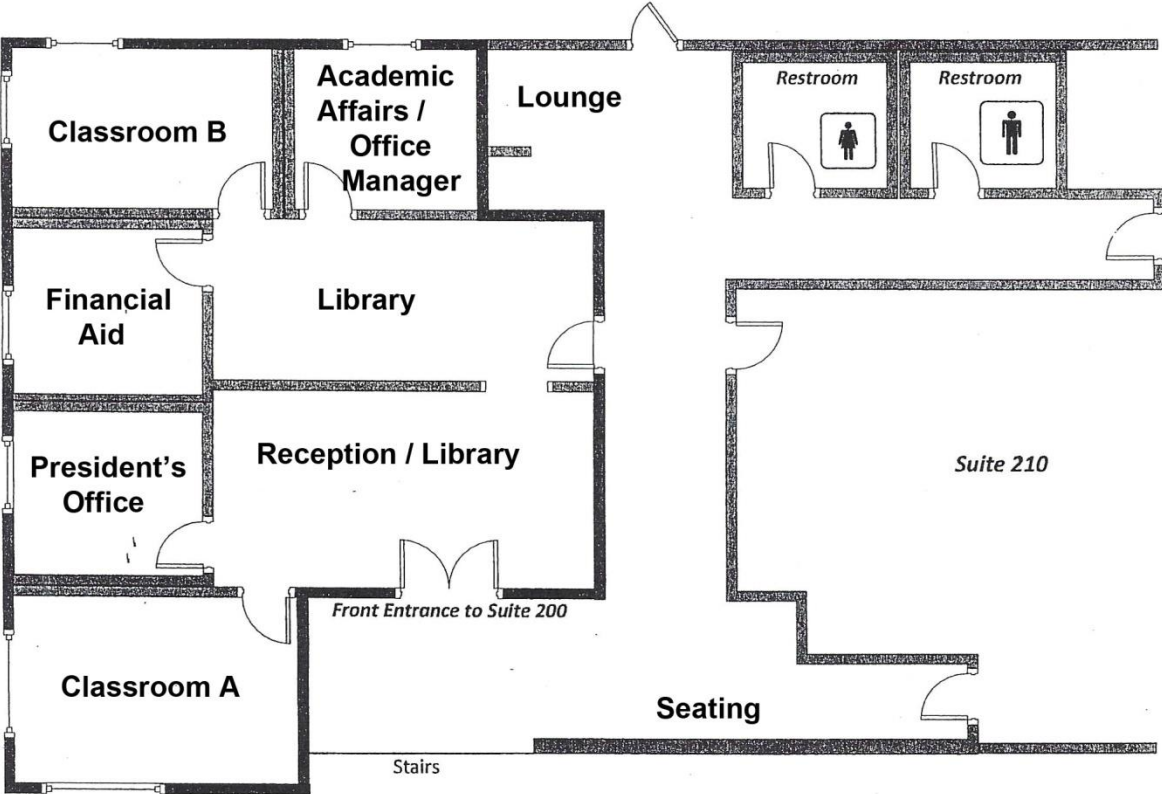 Classroom B
Academic
Affairs /
Office
Manager
Lounge
Restroom
Restroom
Financial
Aid
Library
President’s
Office
Reception / Library
Suite 210
Front Entrance to Suite 200
Classroom A
Seating
Stairs